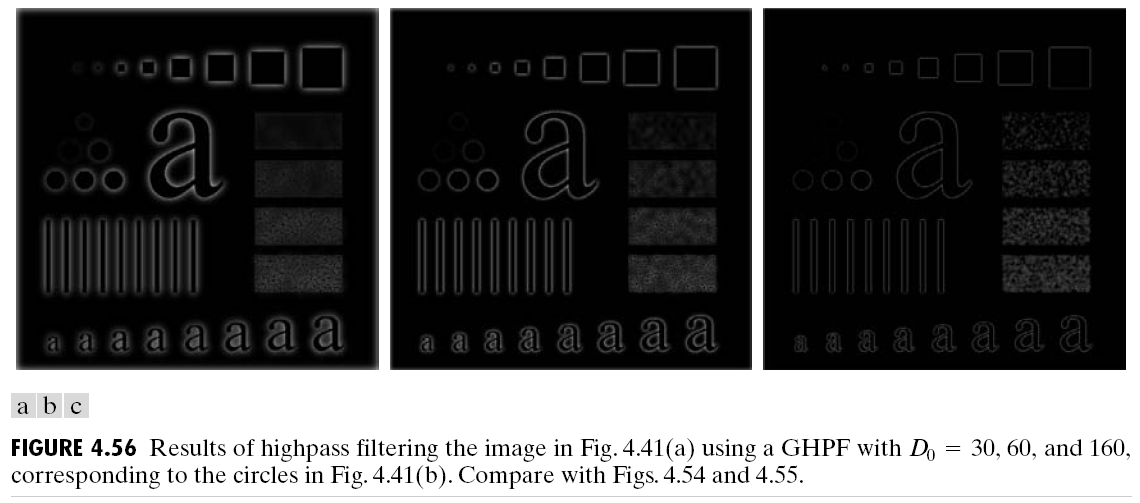 a
a a a a a a a a
a
a a a a a a a a
a
a a a a a a a a
a b c
FIGURE 4.56 Results of highpass filtering the image in Fig. 4.41(a) using a GHPF with D₀ = 30, 60, and 160,
corresponding to the circles in Fig. 4.41(b). Compare with Figs. 4.54 and 4.55.